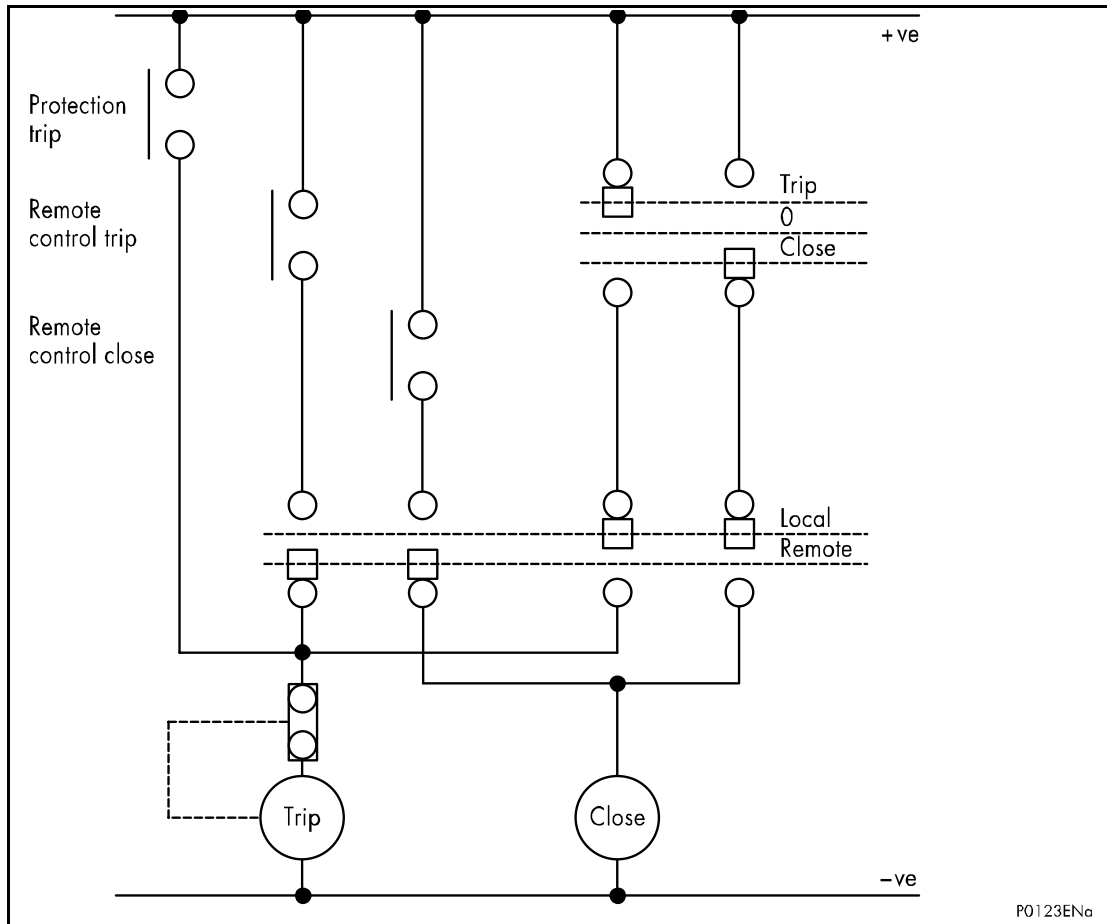 +ve
Protection
trip
Trip
Remote
control trip
0
Close
Remote
control close
Local
Remote
Trip
Close
−ve
P0123ENa